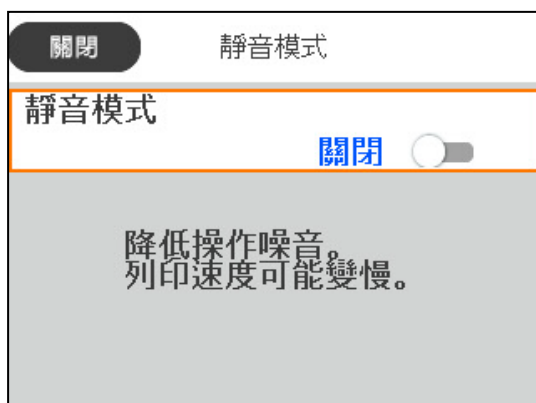 關閉
靜音模式
靜音模式
關閉
降低操作噪音。
列印速度可能變慢。